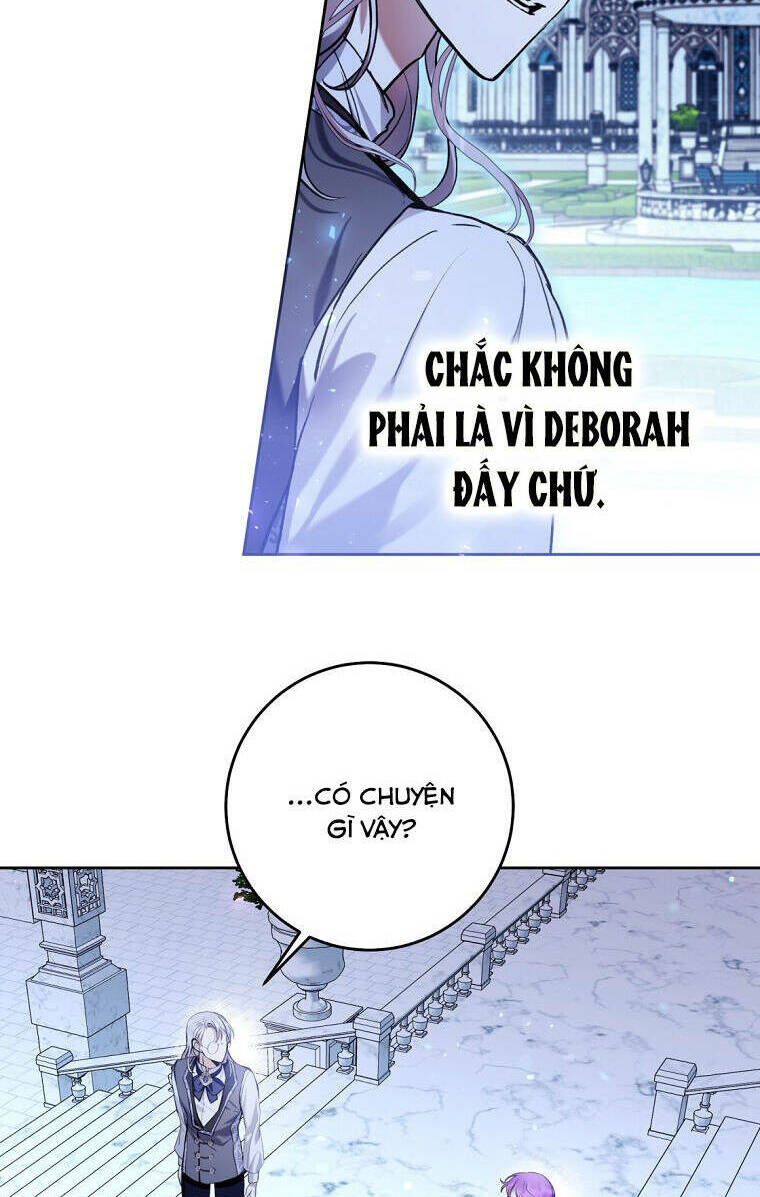 CHẮC KHÔNG
PHẢI LÀ VÌ DEBORAH
ĐẤY CHỨ.
...CÓ CHUYỆN
GÌ VẬY?